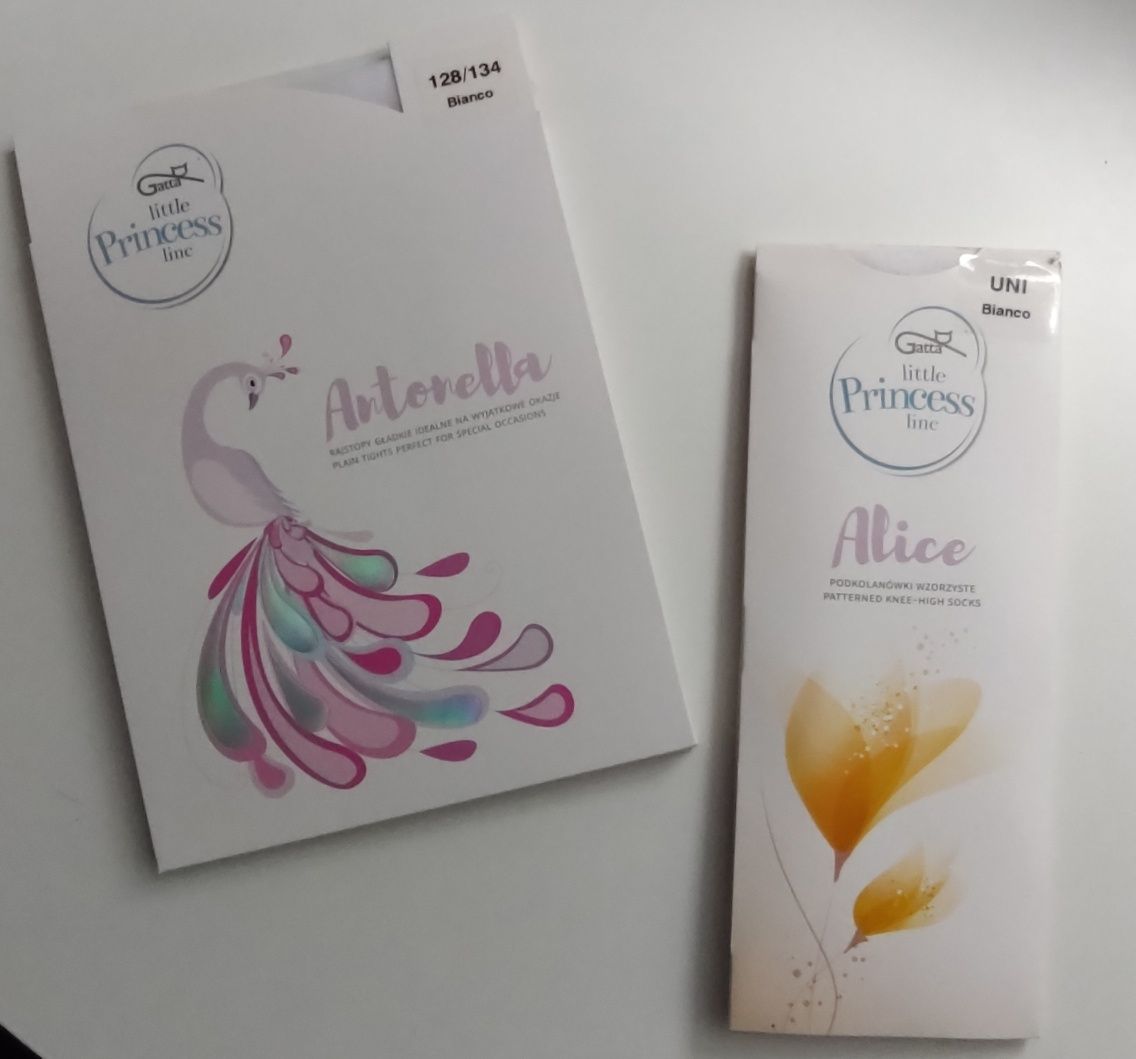 128/134
Bianco
Gatta
little
Princess
line
Antonella
RAJSTOPY GŁADKIE IDEALNE NA WYJĄTKOWE OKAZJE
PLAIN TIGHTS PERFECT FOR SPECIAL OCCASIONS
UNI
Bianco
Gatta
little
Princess
line
Alice
PODKOLANÓWKI WZORZYSTE
PATTERNED KNEE-HIGH SOCKS